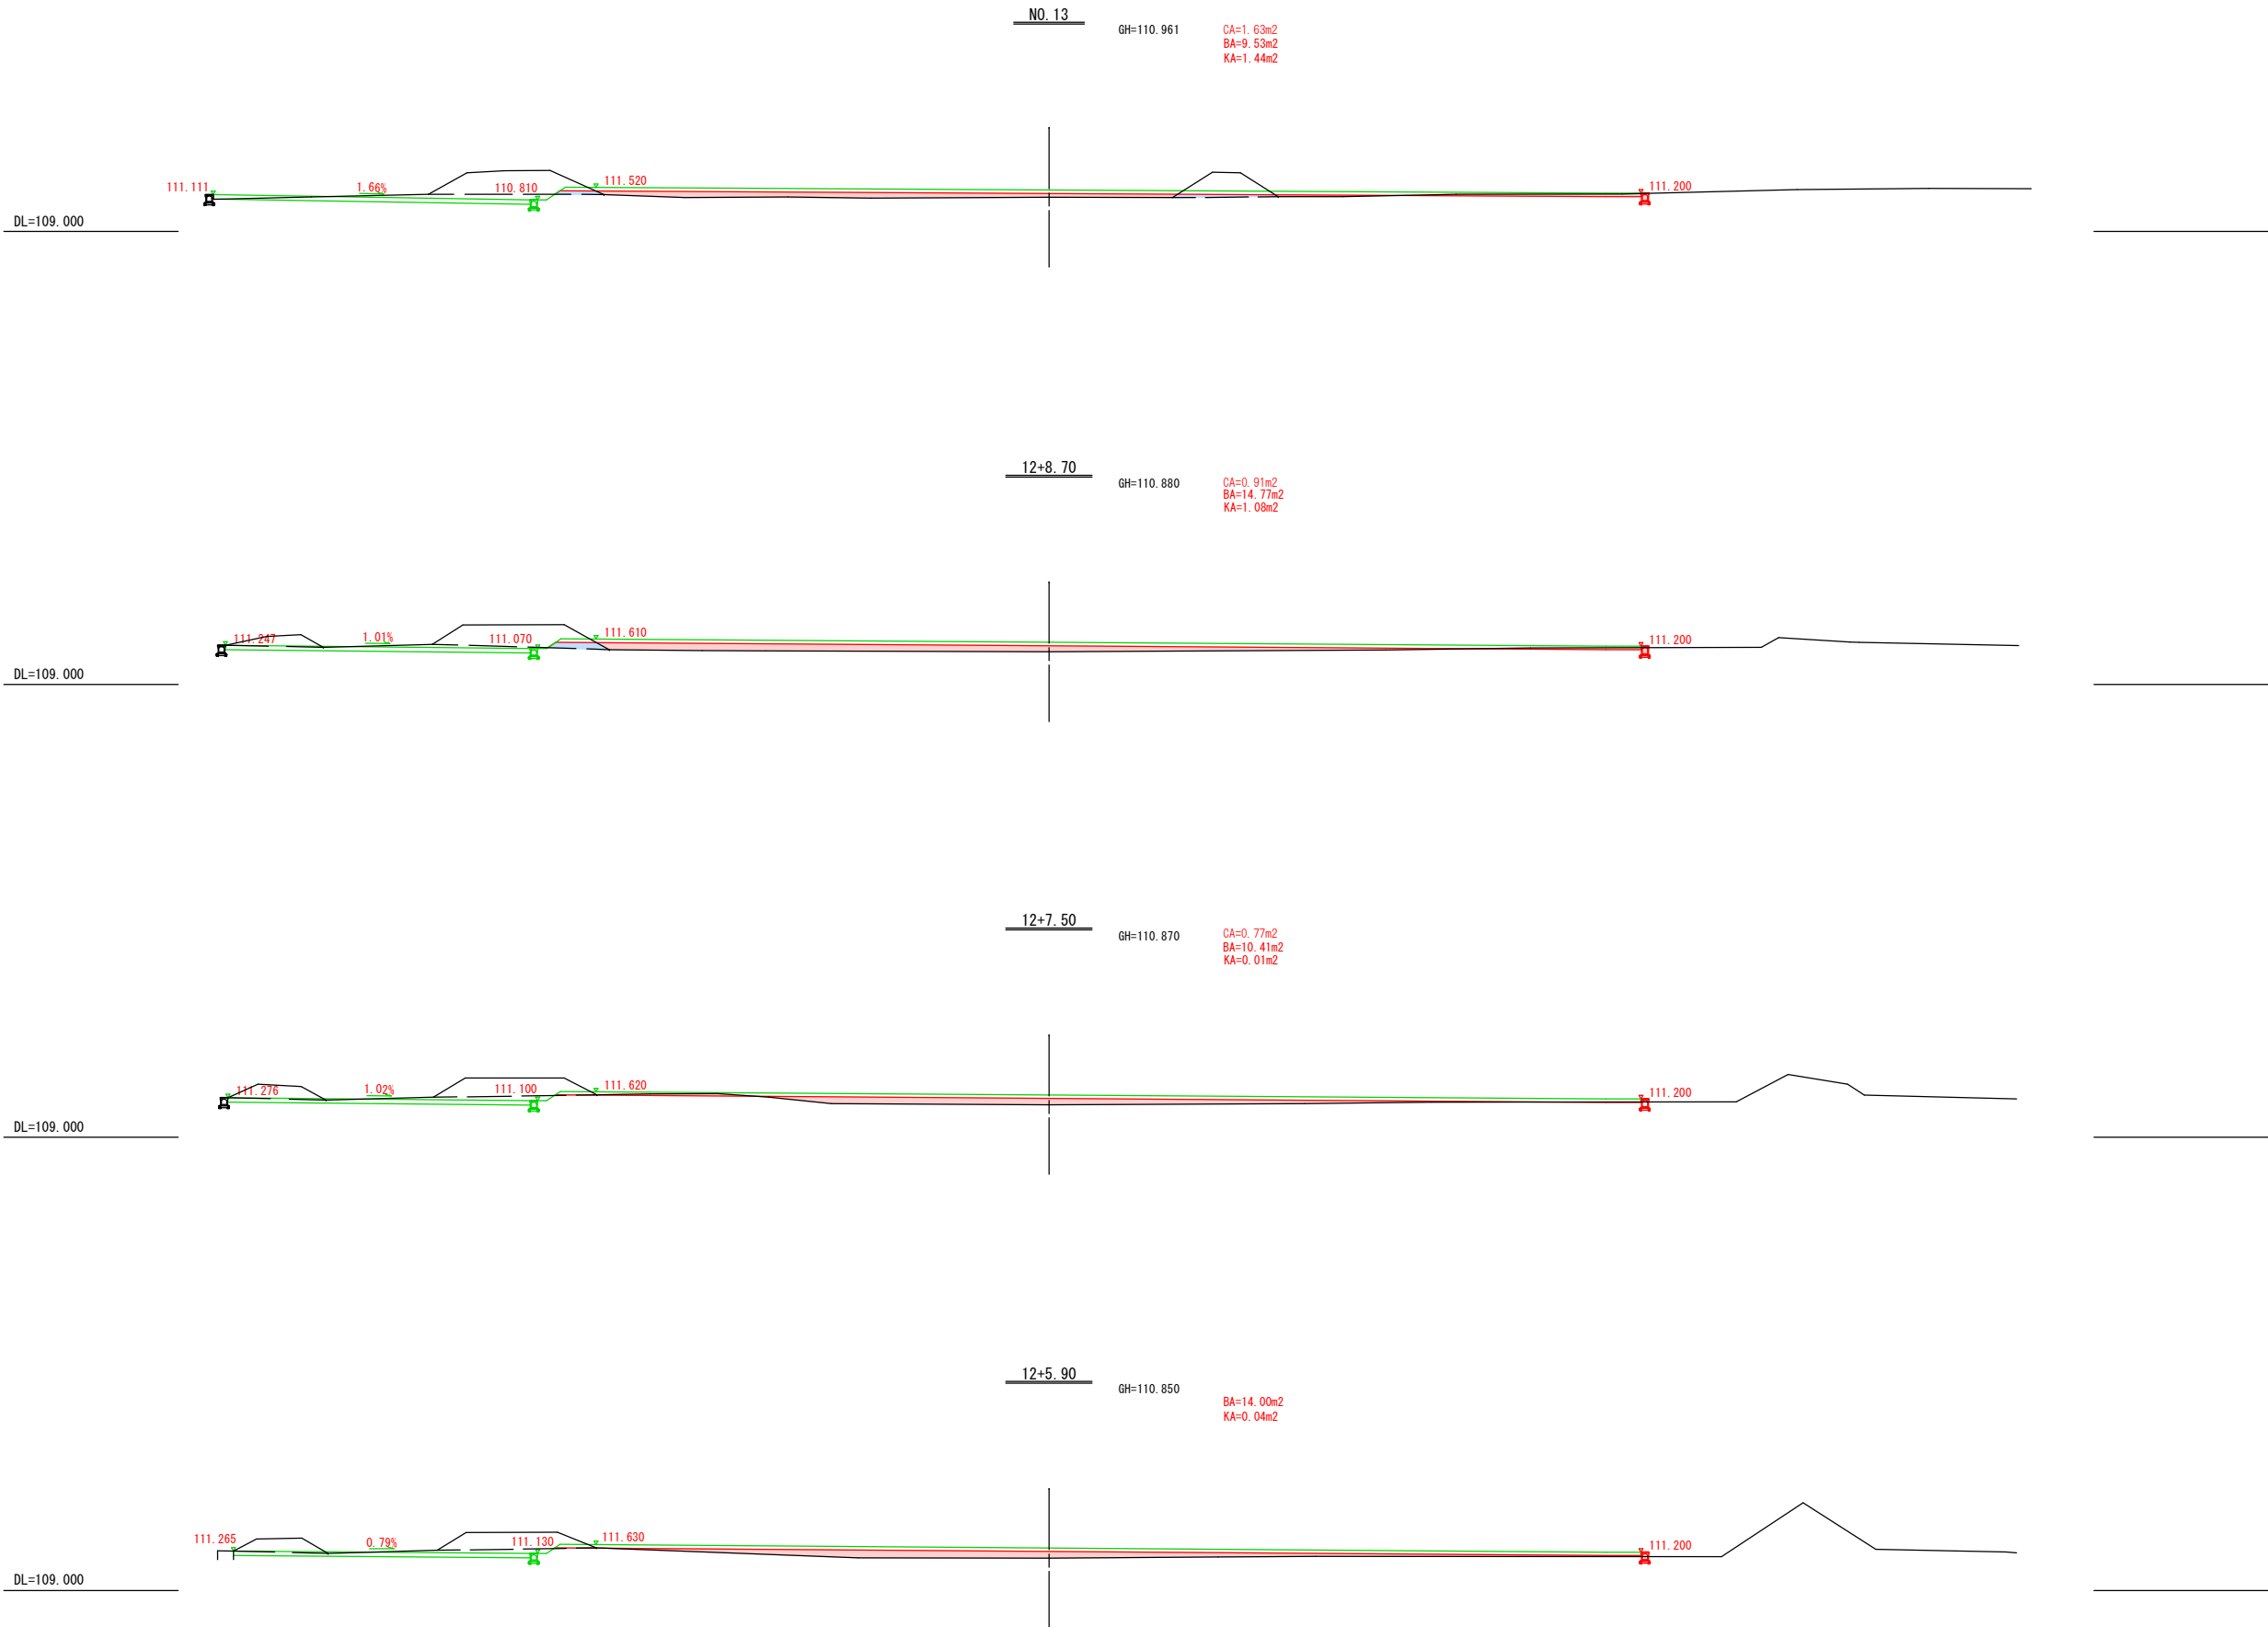 NO.13
GH=110.961
CA=1.63m2
BA=9.53m2
KA=1.44m2
111.111
1.66%
110.810
111.520
111.200
DL=109.000
12+8.70
GH=110.880
CA=0.91m2
BA=14.77m2
KA=1.08m2
111.247
1.01%
111.070
111.610
111.200
DL=109.000
12+7.50
GH=110.870
CA=0.77m2
BA=10.41m2
KA=0.01m2
111.276
1.02%
111.100
111.620
111.200
DL=109.000
12+5.90
GH=110.850
BA=14.00m2
KA=0.04m2
111.265
0.79%
111.130
111.630
111.200
DL=109.000